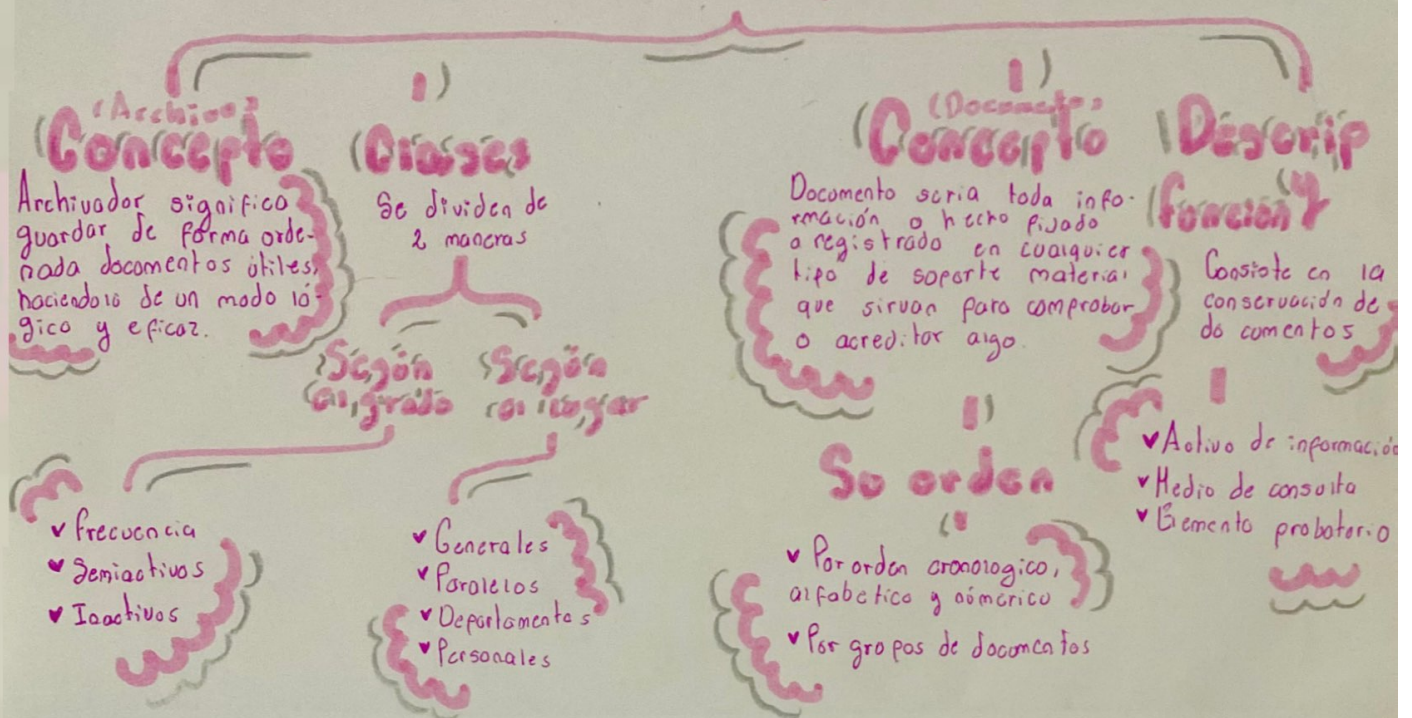 (Archivo)
Concepto
Archivador significa
guardar de forma orde-
nada documentos útiles,
haciendolo de un modo ló-
gico y eficaz.
Clases
Se dividen de
2 maneras
Según
el grado
Según
el lugar
Frecuencia
Semiactivos
Inactivos
Generales
Paralelos
Departamentos
Personales
(Documento)
Concepto
Documento seria toda info-
rmación o hecho fijado
o registrado en cualquier
tipo de soporte material
que sirvan para comprobar
o acreditar algo.
Su orden
Por orden cronologico,
alfabetico y númerico
Por grupos de documentos
Descrip
función y
Consiste en la
conservación de
do cumentos
Activo de información
Medio de consulta
Elemento probatorio